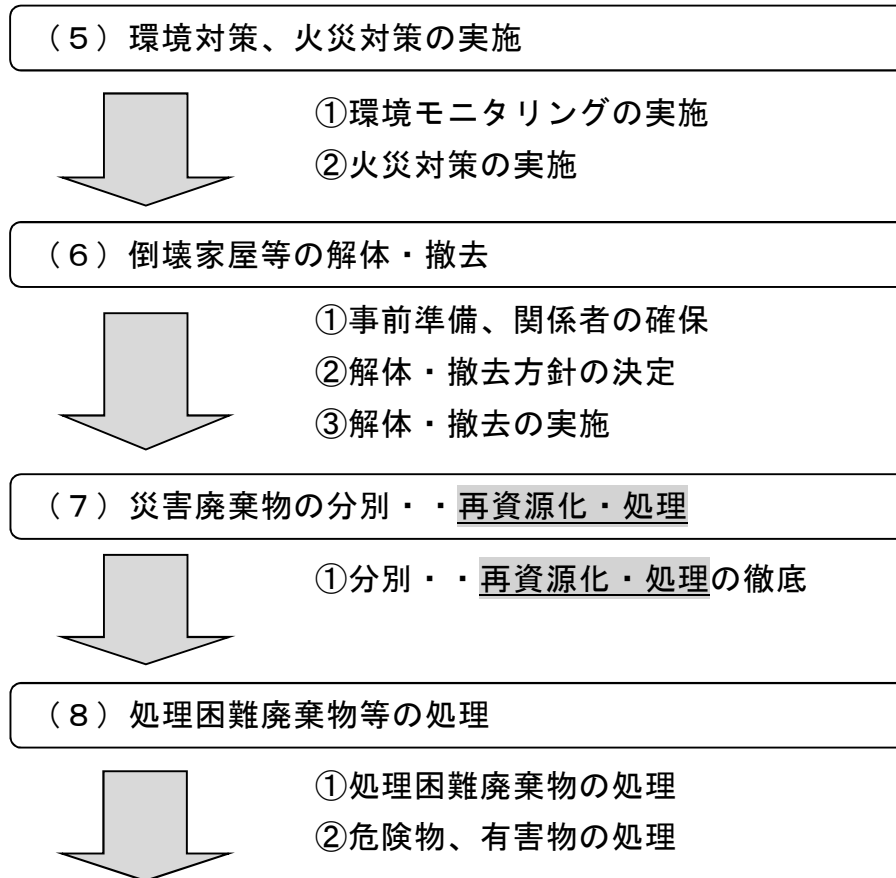 （５）環境対策、火災対策の実施
①環境モニタリングの実施
②火災対策の実施
（６）倒壊家屋等の解体・撤去
①事前準備、関係者の確保
②解体・撤去方針の決定
③解体・撤去の実施
（７）災害廃棄物の分別・・再資源化・処理
①分別・・再資源化・処理の徹底
（８）処理困難廃棄物等の処理
①処理困難廃棄物の処理
②危険物、有害物の処理